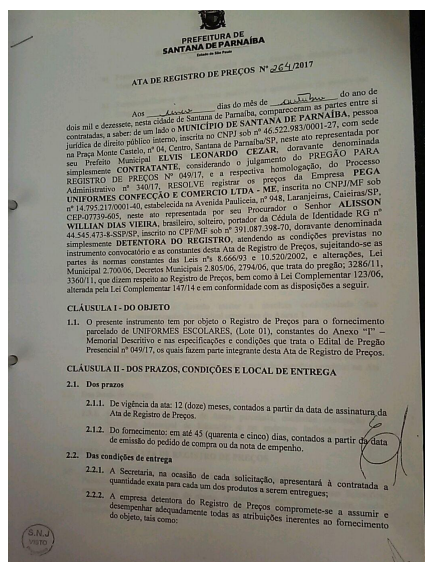 PREFEITURA DE
SANTANA DE PARNAÍBA
Estado de São Paulo
ATA DE REGISTRO DE PREÇOS Nº 264/2017
Aos cinco dias do mês de outubro do ano de
dois mil e dezessete, nesta cidade de Santana de Parnaíba, compareceram as partes entre si
contratadas, a saber: de um lado o MUNICÍPIO DE SANTANA DE PARNAÍBA, pessoa
jurídica de direito público interno, inscrita no CNPJ sob nº 46.522.983/0001-27, com sede
na Praça Monte Castelo, nº 04, Centro, Santana de Parnaíba/SP, neste ato representado por
seu Prefeito Municipal ELVIS LEONARDO CEZAR, doravante denominada
simplesmente CONTRATANTE, considerando o julgamento do PREGÃO PARA
REGISTRO DE PREÇOS Nº 049/17, e a respectiva homologação, do Processo
Administrativo nº 340/17, RESOLVE registrar os preços da Empresa PEGA
UNIFORMES CONFECÇÃO E COMERCIO LTDA - ME, inscrita no CNPJ/MF sob
nº 14.795.217/0001-40, estabelecida na Avenida Pauliceia, nº 948, Laranjeiras, Caieiras/SP,
CEP-07739-605, neste ato representado por seu Procurador o Senhor ALISSON
WILLIAN DIAS VIEIRA, brasileiro, solteiro, portador da Cédula de Identidade RG nº
44.545.473-8-SSP/SP, inscrito no CPF/MF sob nº 391.087.398-70, doravante denominada
simplesmente DETENTORA DO REGISTRO, atendendo as condições previstas no
instrumento convocatório e as constantes desta Ata de Registro de Preços, sujeitando-se as
partes às normas constantes das Leis nºs 8.666/93 e 10.520/2002, e alterações, Lei
Municipal 2.700/06, Decretos Municipais 2.805/06, 2794/06, que trata do pregão; 3286/11,
3360/11, que dizem respeito ao Registro de Preços, bem como à Lei Complementar 123/06,
alterada pela Lei Complementar 147/14 e em conformidade com as disposições a seguir.
CLÁUSULA I - DO OBJETO
1.1. O presente instrumento tem por objeto o Registro de Preços para o fornecimento
parcelado de UNIFORMES ESCOLARES, (Lote 01), constantes do Anexo “I” –
Memorial Descritivo e nas especificações e condições que trata o Edital de Pregão
Presencial nº 049/17, os quais fazem parte integrante desta Ata de Registro de Preços.
CLÁUSULA II - DOS PRAZOS, CONDIÇÕES E LOCAL DE ENTREGA
2.1. Dos prazos
2.1.1. De vigência da ata: 12 (doze) meses, contados a partir da data de assinatura da
Ata de Registro de Preços.
2.1.2. Do fornecimento: em até 45 (quarenta e cinco) dias, contados a partir da data
de emissão do pedido de compra ou da nota de empenho.
2.2. Das condições de entrega
2.2.1. A Secretaria, na ocasião de cada solicitação, apresentará à contratada a
quantidade exata para cada um dos produtos a serem entregues;
2.2.2. A empresa detentora do Registro de Preços compromete-se a assumir e
desempenhar adequadamente todas as atribuições inerentes ao fornecimento
do objeto, tais como:
S.N.J
VISTO